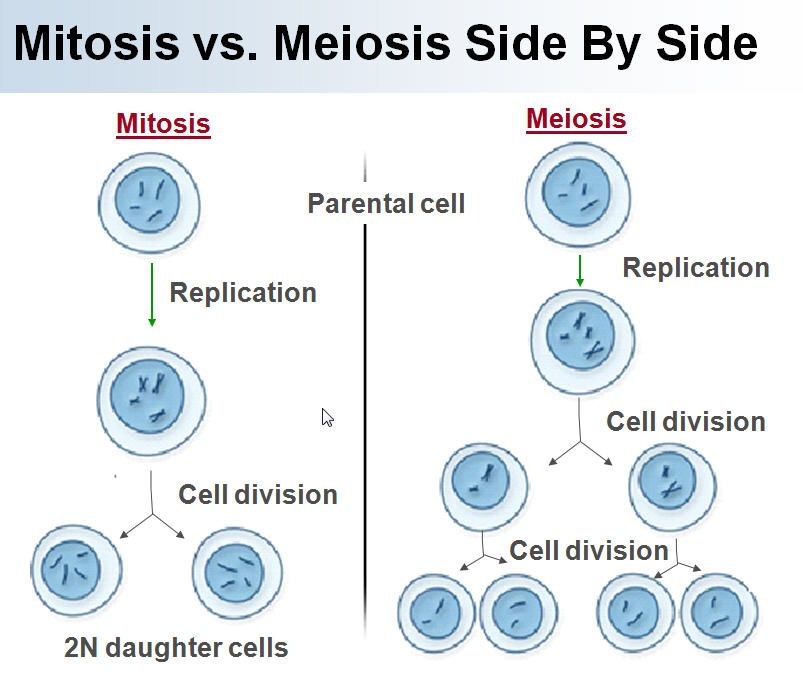 Mitosis vs. Meiosis Side By Side
Mitosis
Meiosis
Parental cell
Replication
Replication
Cell division
Cell division
Cell division
2N daughter cells